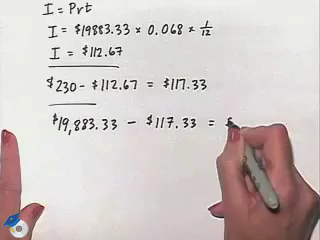 I = Prt
I = $19883.33 × 0.068 × 1/12
I = $112.67
$230 - $112.67 = $117.33
$19,883.33 - $117.33 = $